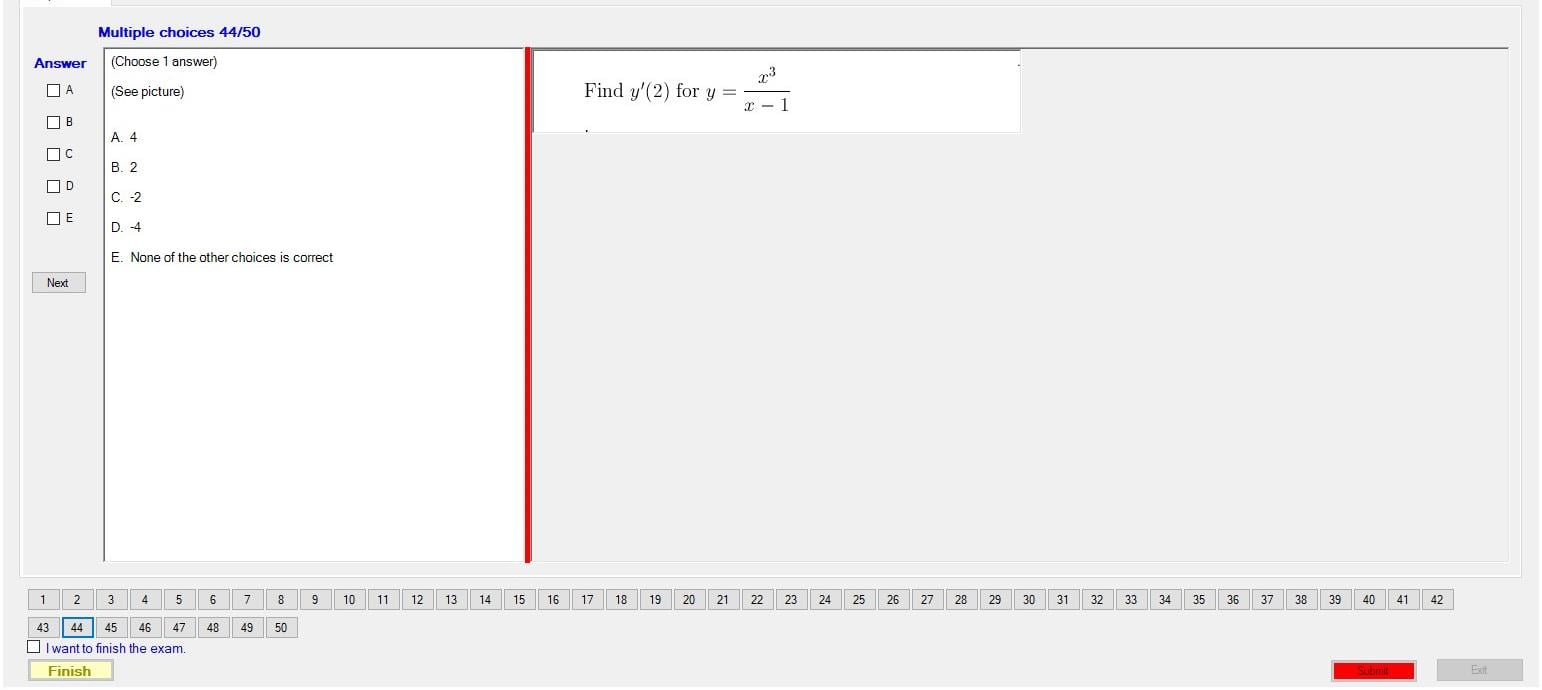 Multiple choices 44/50
Answer
A
B
C
D
E
Next
(Choose 1 answer)
(See picture)
A. 4
B. 2
C. -2
D. -4
E. None of the other choices is correct
Find y′(2) for y = x³ / (x − 1)
1 2 3 4 5 6 7 8 9 10 11 12 13 14 15 16 17 18 19 20 21 22 23 24 25 26 27 28 29 30 31 32 33 34 35 36 37 38 39 40 41 42
43 44 45 46 47 48 49 50
I want to finish the exam.
Finish
Submit
Exit